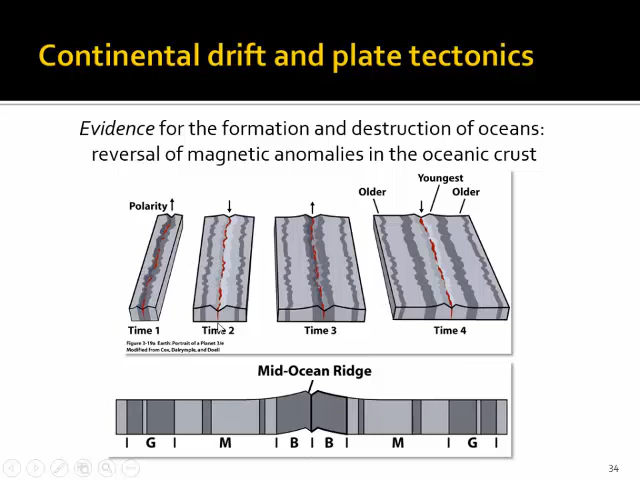 Continental drift and plate tectonics
Evidence for the formation and destruction of oceans:
reversal of magnetic anomalies in the oceanic crust
Youngest
Older
Older
Polarity
Time 1
Time 2
Time 3
Time 4
Figure 3-19a Earth: Portrait of a Planet 3/e
Modified from Cox, Dalrymple, and Doell
Mid-Ocean Ridge
I G I M I B I B I M I G I
34